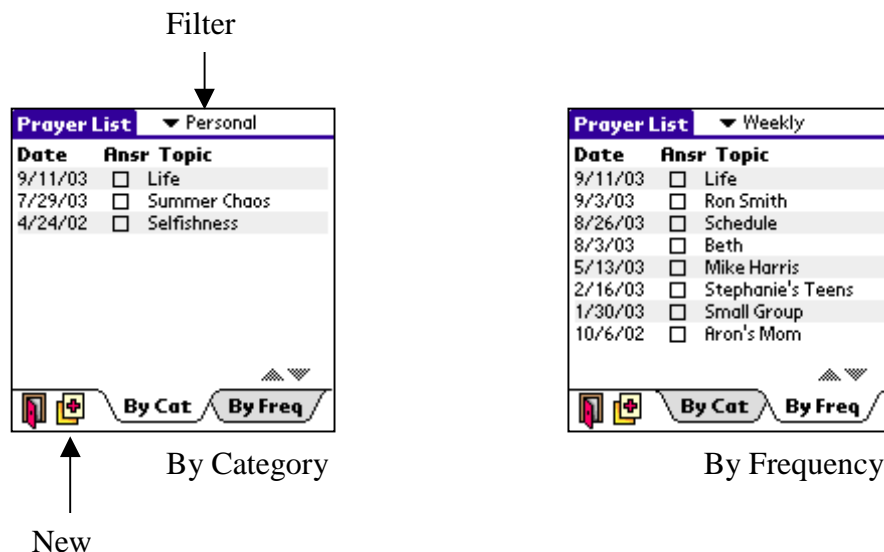 Filter
Prayer List Personal
Date Ansr Topic
9/11/03 Life
7/29/03 Summer Chaos
4/24/02 Selfishness
By Cat By Freq
By Category
New
Prayer List Weekly
Date Ansr Topic
9/11/03 Life
9/3/03 Ron Smith
8/26/03 Schedule
8/3/03 Beth
5/13/03 Mike Harris
2/16/03 Stephanie's Teens
1/30/03 Small Group
10/6/02 Aron's Mom
By Cat By Freq
By Frequency